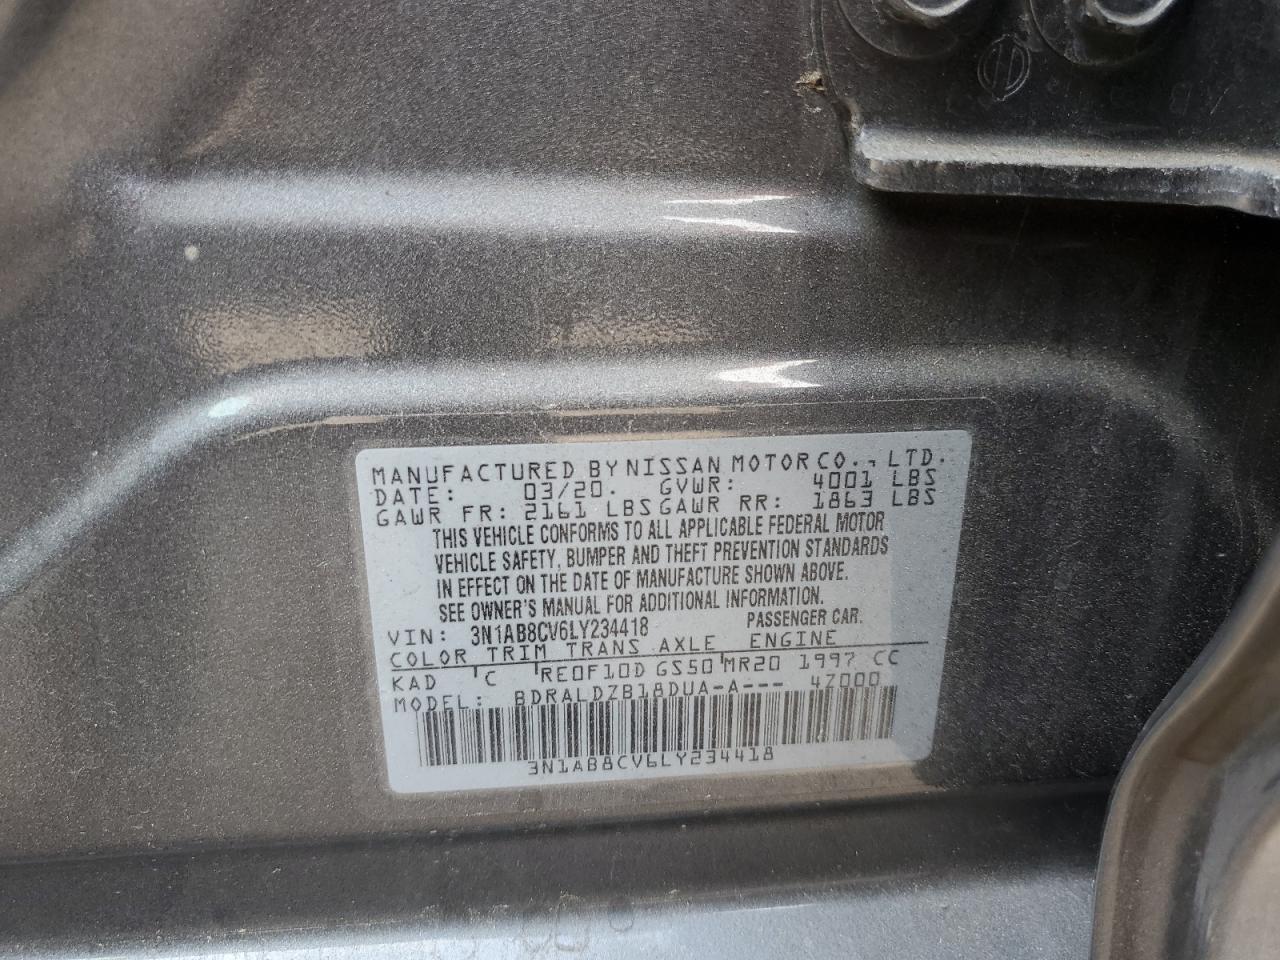 MANUFACTURED BY NISSAN MOTOR CO., LTD.
DATE: 03/20. GVWR: 4001 LBS
GAWR FR: 2161 LBS GAWR RR: 1863 LBS
THIS VEHICLE CONFORMS TO ALL APPLICABLE FEDERAL MOTOR
VEHICLE SAFETY, BUMPER AND THEFT PREVENTION STANDARDS
IN EFFECT ON THE DATE OF MANUFACTURE SHOWN ABOVE.
SEE OWNER'S MANUAL FOR ADDITIONAL INFORMATION.
VIN: 3N1AB8CV6LY234418 PASSENGER CAR.
COLOR TRIM TRANS AXLE ENGINE
KAD C RE0F10D GS50 MR20 1997 CC
MODEL: BDRALDZB18DUA-A--- 4Z000
3N1AB8CV6LY234418